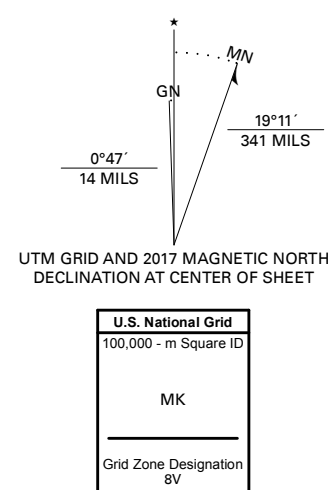 ★
MN
GN
19°11´
341 MILS
0°47´
14 MILS
UTM GRID AND 2017 MAGNETIC NORTH
DECLINATION AT CENTER OF SHEET
U.S. National Grid
100,000 - m Square ID
MK
Grid Zone Designation
8V